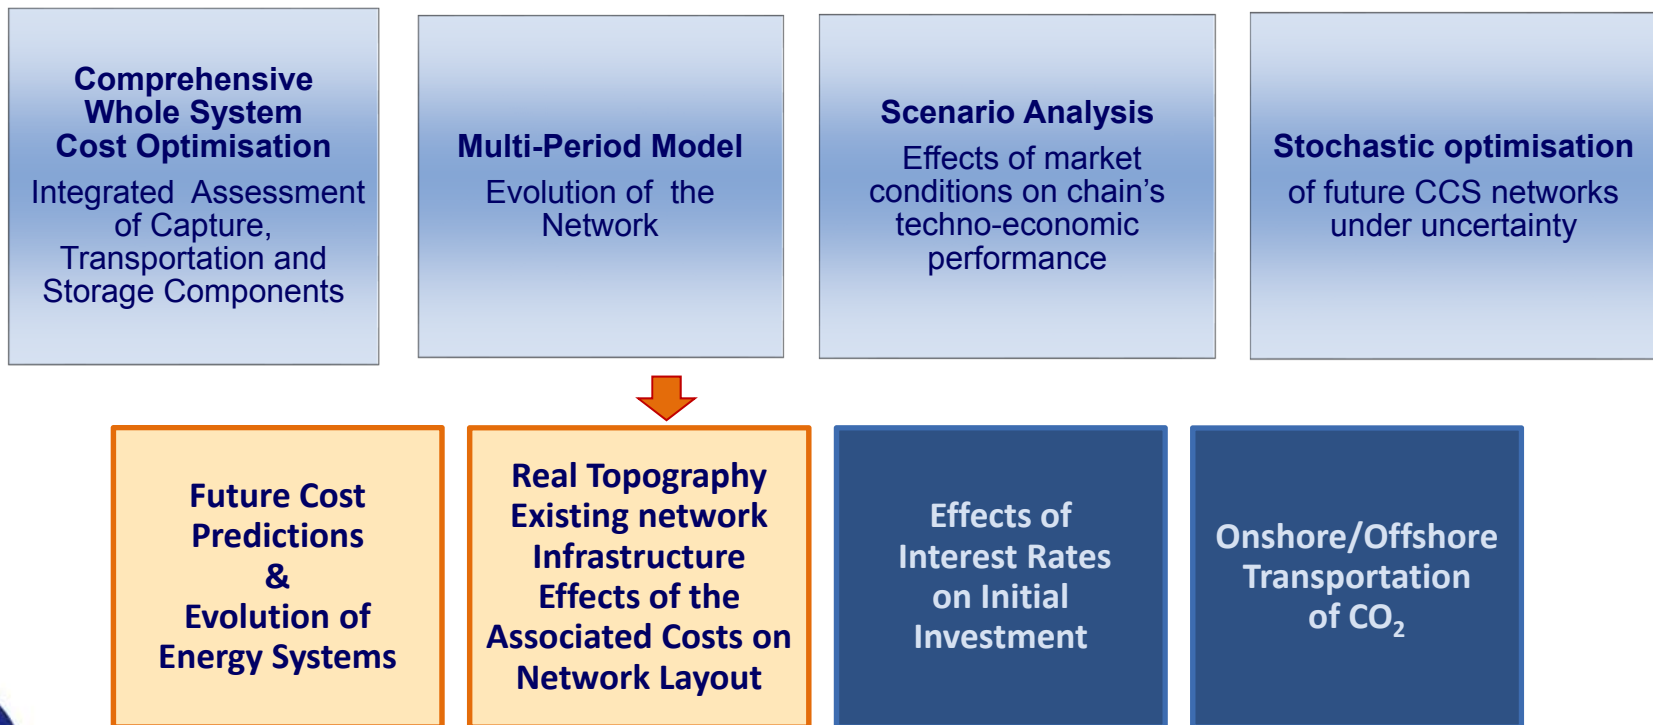 Comprehensive
Whole System
Cost Optimisation
Integrated Assessment
of Capture,
Transportation and
Storage Components
Multi-Period Model
Evolution of the
Network
Scenario Analysis
Effects of market
conditions on chain's
techno-economic
performance
Stochastic optimisation
of future CCS networks
under uncertainty
Future Cost
Predictions
&
Evolution of
Energy Systems
Real Topography
Existing network
Infrastructure
Effects of the
Associated Costs on
Network Layout
Effects of
Interest Rates
on Initial
Investment
Onshore/Offshore
Transportation
of CO₂